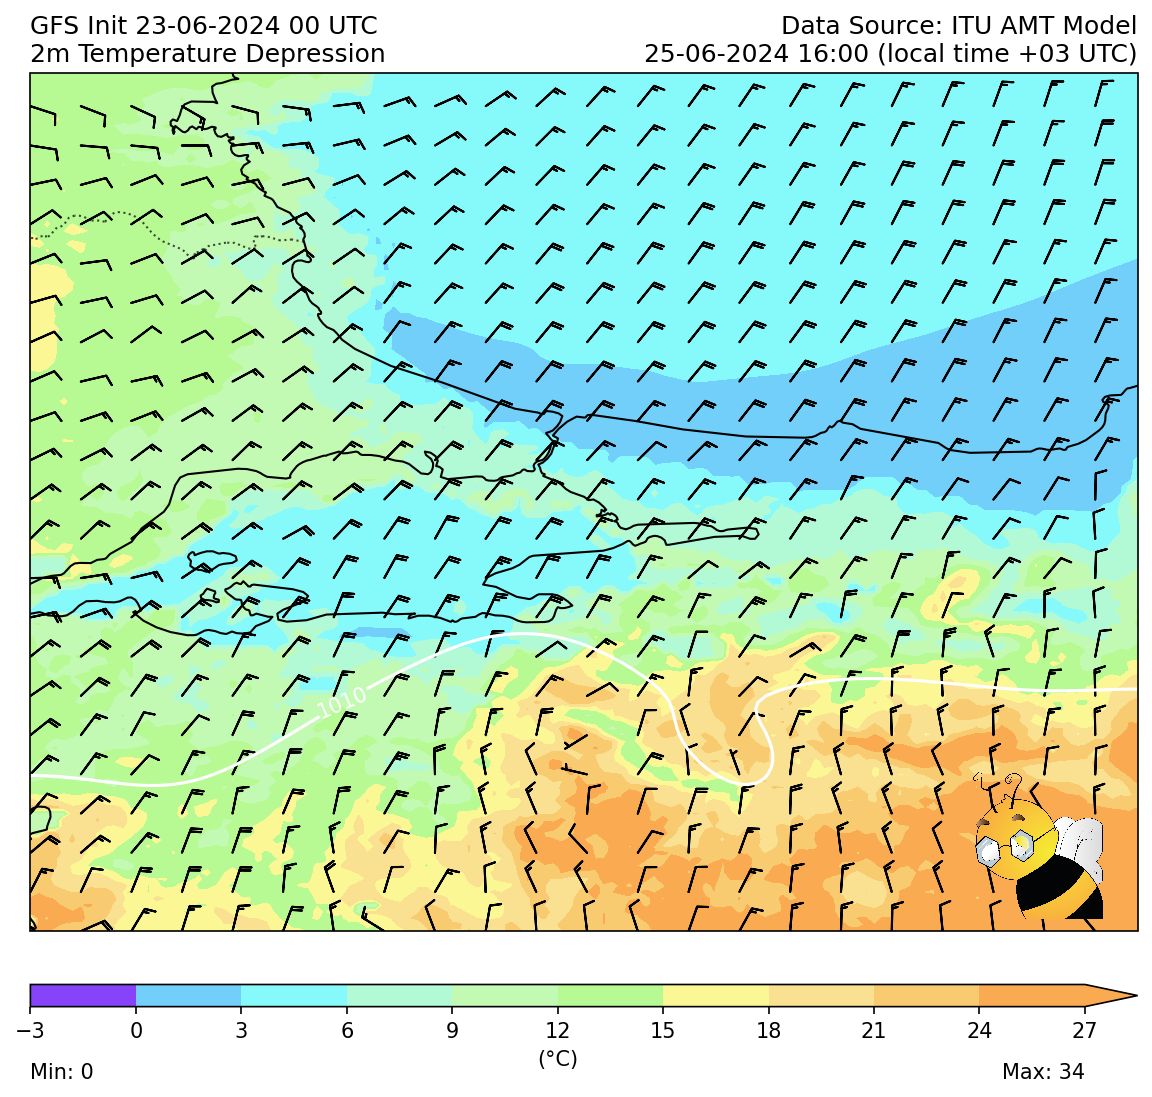 GFS Init 23-06-2024 00 UTC
Data Source: ITU AMT Model
2m Temperature Depression
25-06-2024 16:00 (local time +03 UTC)
1010
−3 0 3 6 9 12 15 18 21 24 27
(°C)
Min: 0
Max: 34